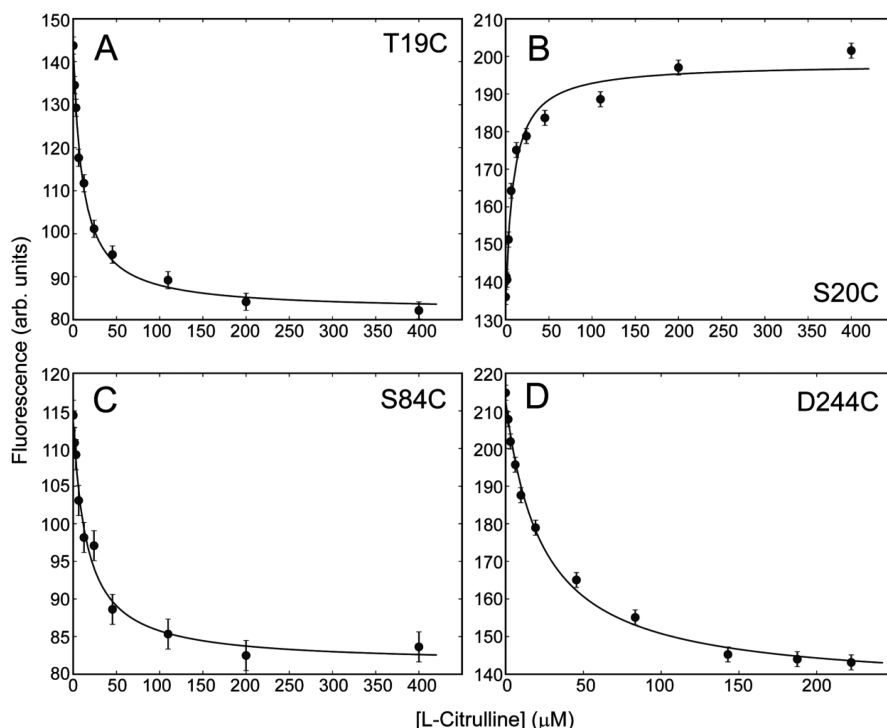 A
T19C
150
140
130
120
110
100
90
80
0 50 100 150 200 250 300 350 400
B
S20C
210
200
190
180
170
160
150
140
130
0 50 100 150 200 250 300 350 400
C
S84C
120
115
110
105
100
95
90
85
80
0 50 100 150 200 250 300 350 400
D
D244C
220
210
200
190
180
170
160
150
140
0 50 100 150 200
Fluorescence (arb. units)
[L-Citrulline] (μM)